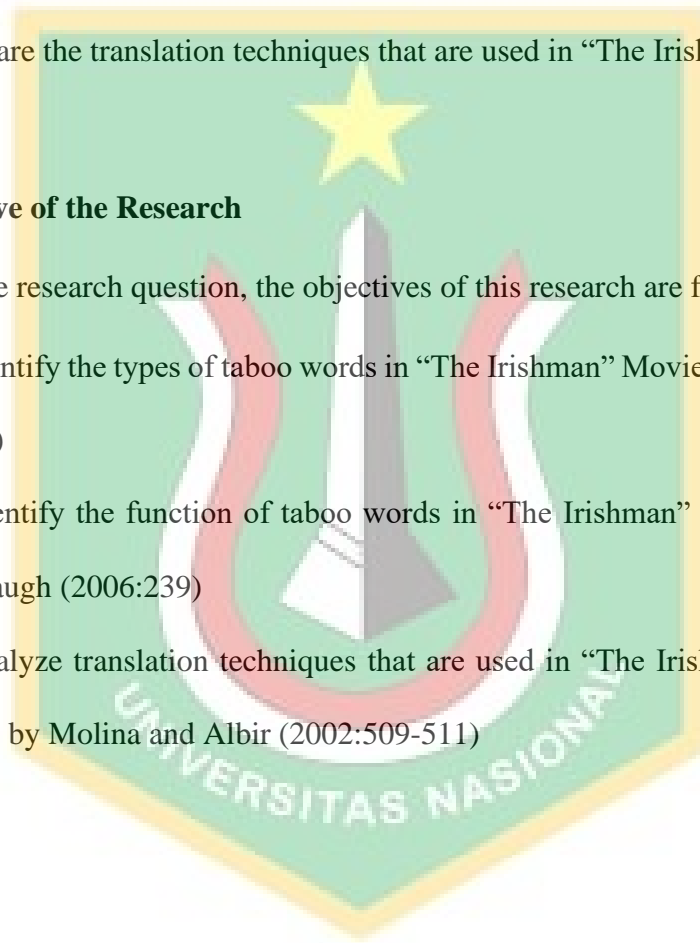 are the translation techniques that are used in “The Irish
ve of the Research
e research question, the objectives of this research are f
ntify the types of taboo words in “The Irishman” Movie
)
entify the function of taboo words in “The Irishman”
augh (2006:239)
alyze translation techniques that are used in “The Irish
by Molina and Albir (2002:509-511)
UNIVERSITAS NASIONAL